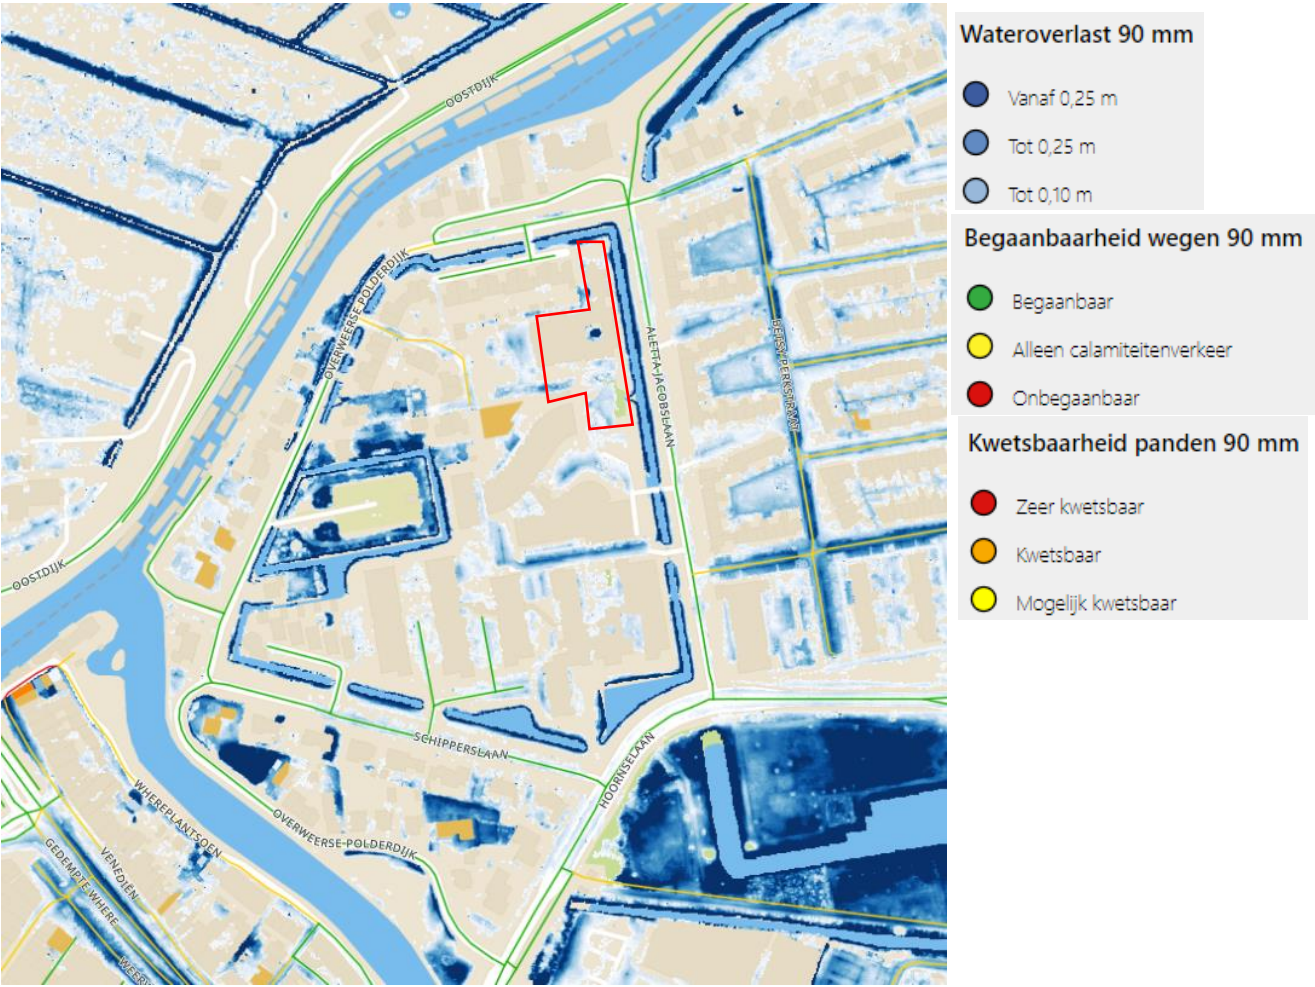 OOSTDIJK
OVERWEERSE-POLDERDIJK
ALETTA-JACOBSLAAN
BETSY PERKSTRAAT
OOSTDIJK
SCHIPPERSLAAN
HOORNSELAAN
WHEREPLANTSOEN
OVERWEERSE-POLDERDIJK
VENEDIËN
GEDEMPTE WHERE
Wateroverlast 90 mm
Vanaf 0,25 m
Tot 0,25 m
Tot 0,10 m
Begaanbaarheid wegen 90 mm
Begaanbaar
Alleen calamiteitenverkeer
Onbegaanbaar
Kwetsbaarheid panden 90 mm
Zeer kwetsbaar
Kwetsbaar
Mogelijk kwetsbaar